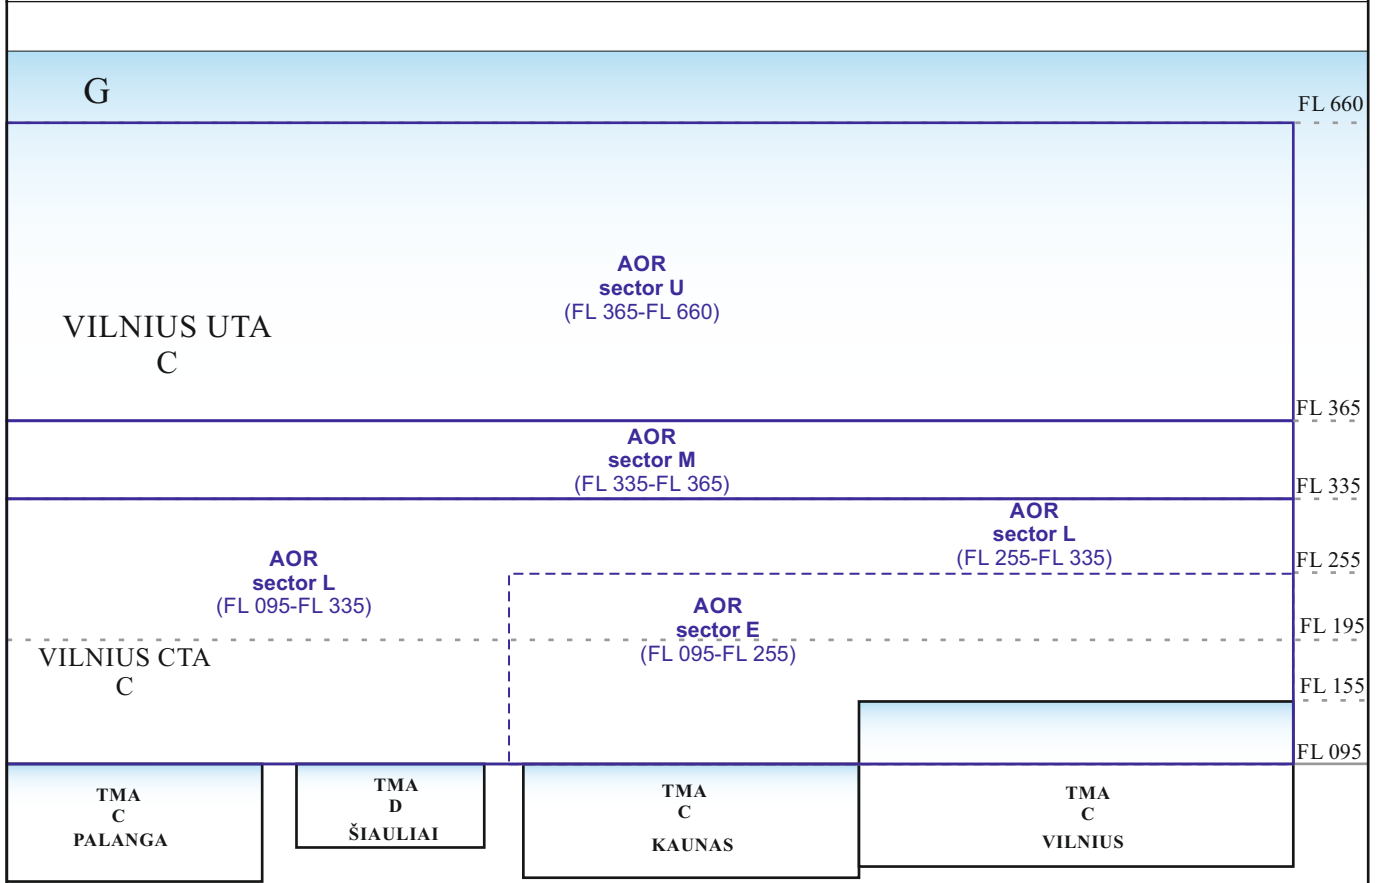 G
FL 660
AOR
sector U
(FL 365-FL 660)
VILNIUS UTA
C
FL 365
AOR
sector M
(FL 335-FL 365)
FL 335
AOR
sector L
(FL 255-FL 335)
FL 255
AOR
sector L
(FL 095-FL 335)
AOR
sector E
(FL 095-FL 255)
FL 195
VILNIUS CTA
C
FL 155
FL 095
TMA
C
PALANGA
TMA
D
ŠIAULIAI
TMA
C
KAUNAS
TMA
C
VILNIUS